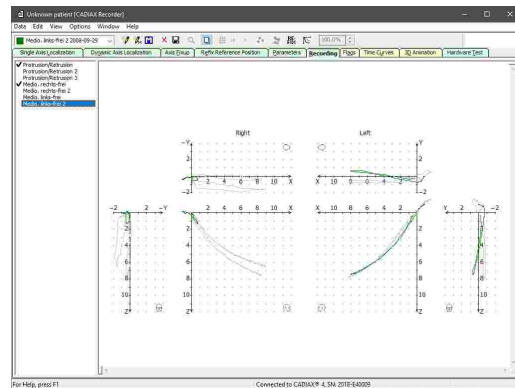 Unknown patient [CADIAX Recorder]
Data Edit View Options Window Help
Medio. links-frei 2 2008-09-29
100.0%
Single Axis Localization Dynamic Axis Localization Axis Fixup Refix Reference Position Parameters Recording Flags Time Curves 3D Animation Hardware Test
Protrusion/Retrusion
Protrusion/Retrusion 2
Protrusion/Retrusion 3
Medio. rechts-frei
Medio. rechts-frei 2
Medio. links-frei
Medio. links-frei 2
Right Left
-Y -Y
2 2
2 4 6 8 10 X X 10 8 6 4 2
-2 -2
-2 2 -Y 2 4 6 8 10 X X 10 8 6 4 2 -Y 2 -2
2 2 2 2
4 4 4 4
6 6 6 6
8 8 8 8
10 10 10 10
Z Z Z Z
For Help, press F1 Connected to CADIAX® 4, SN: 2018-E40009